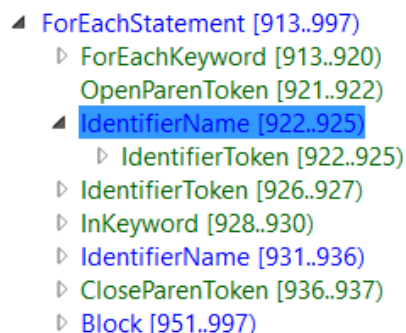 ForEachStatement [913..997)
ForEachKeyword [913..920)
OpenParenToken [921..922)
IdentifierName [922..925)
IdentifierToken [922..925)
IdentifierToken [926..927)
InKeyword [928..930)
IdentifierName [931..936)
CloseParenToken [936..937)
Block [951..997)